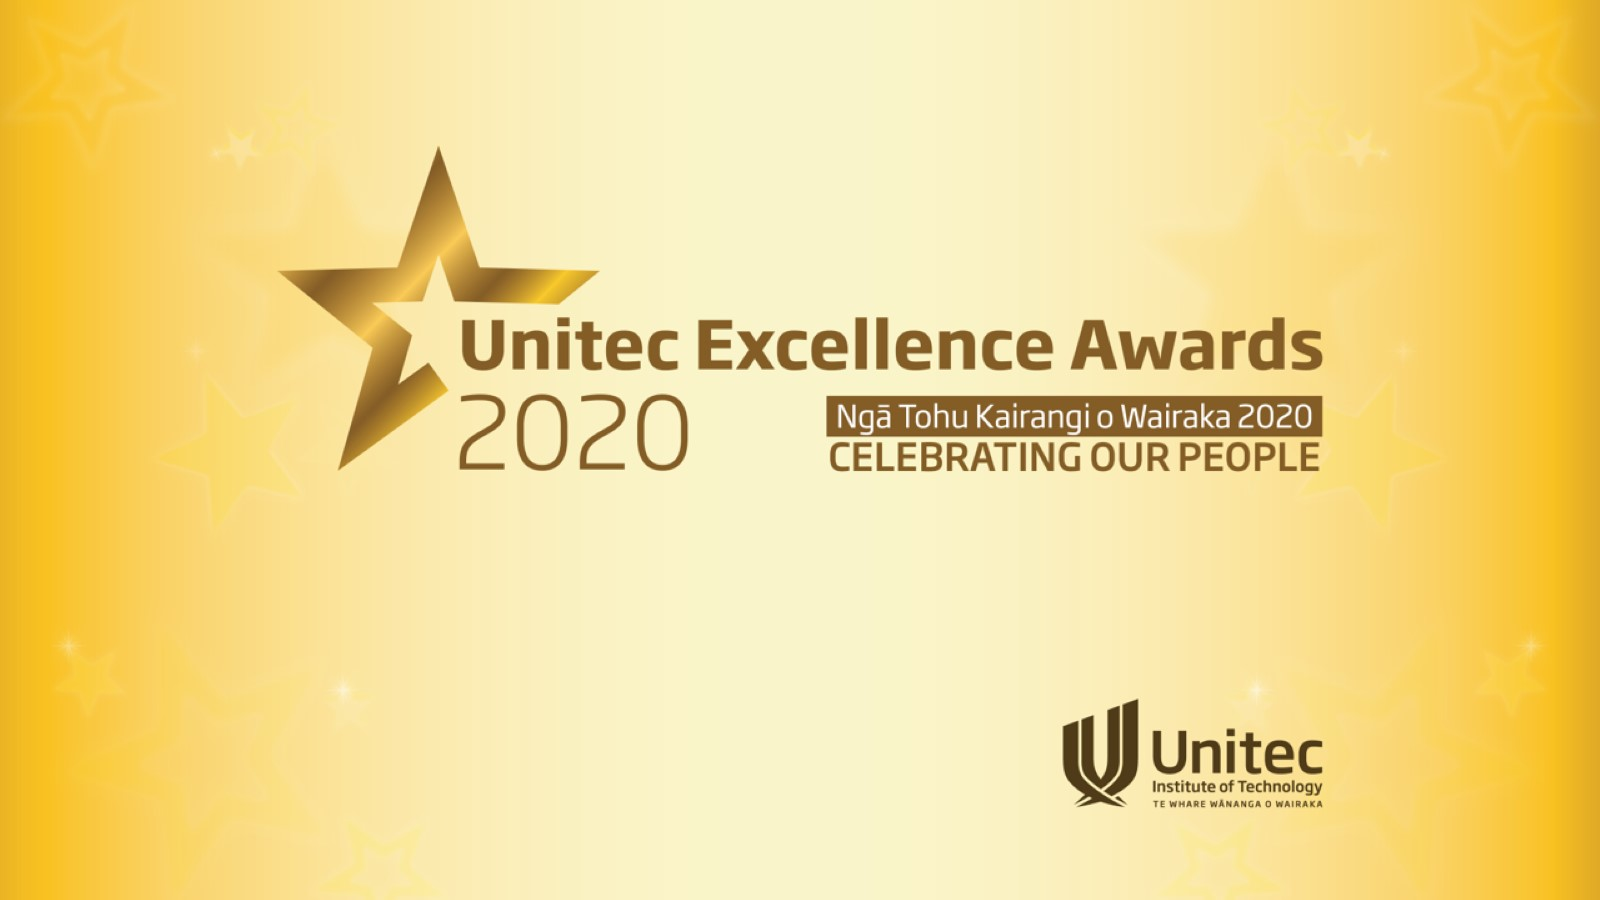 Unitec Excellence Awards
2020
Ngā Tohu Kairangi o Wairaka 2020
CELEBRATING OUR PEOPLE
Unitec
Institute of Technology
TE WHARE WĀNANGA O WAIRAKA